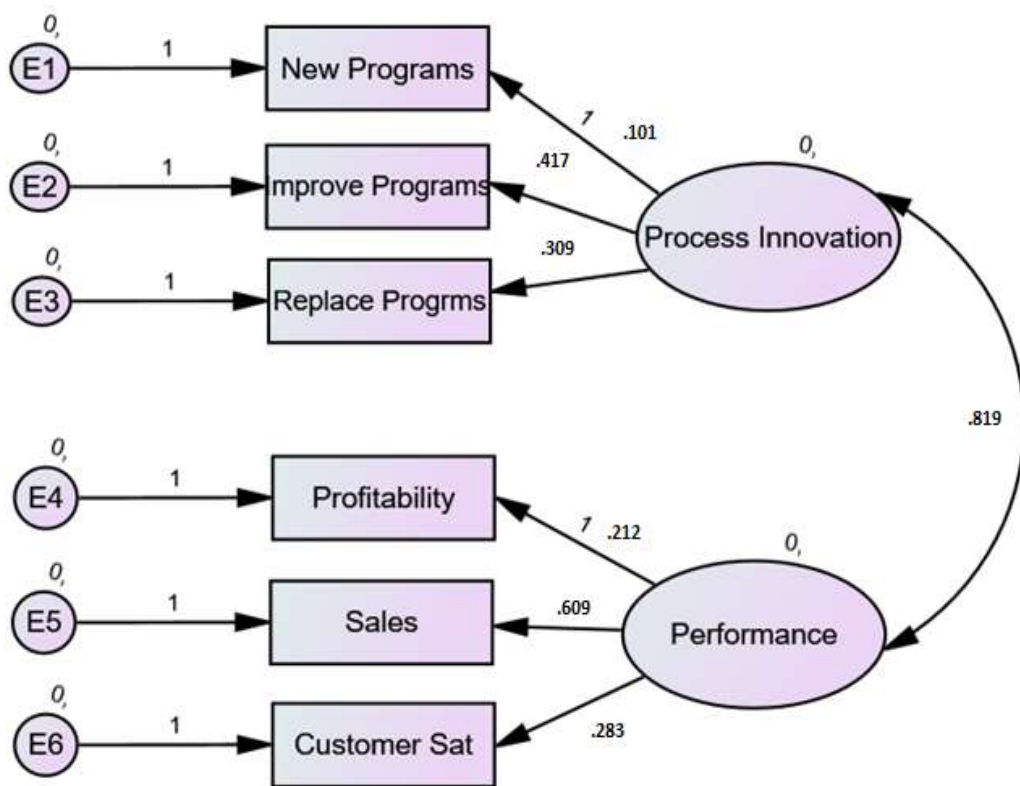 0,
E1
1
New Programs
1
.101
0,
E2
1
Improve Programs
.417
0,
Process Innovation
0,
E3
1
Replace Progrms
.309
.819
0,
E4
1
Profitability
1
.212
0,
E5
1
Sales
.609
0,
Performance
0,
E6
1
Customer Sat
.283